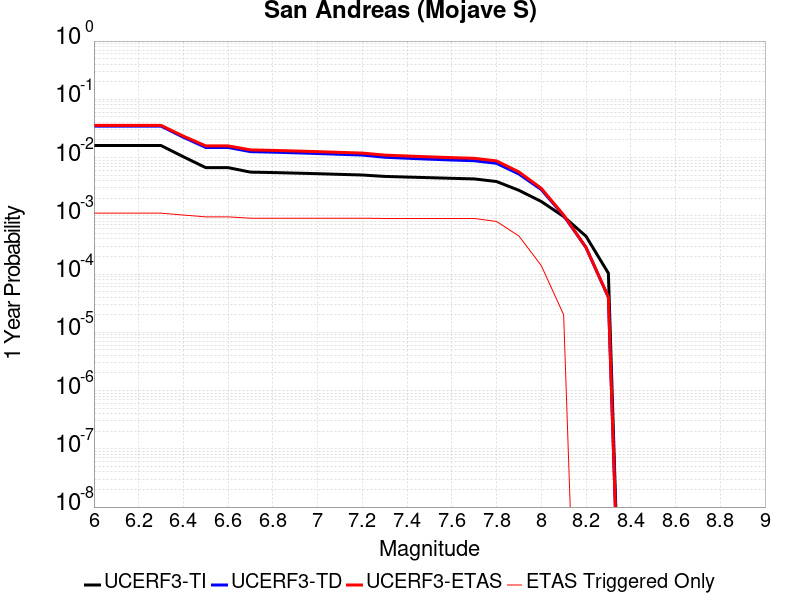 San Andreas (Mojave S)
1 Year Probability
10^0
10^-1
10^-2
10^-3
10^-4
10^-5
10^-6
10^-7
10^-8
6 6.2 6.4 6.6 6.8 7 7.2 7.4 7.6 7.8 8 8.2 8.4 8.6 8.8 9
Magnitude
UCERF3-TI UCERF3-TD UCERF3-ETAS ETAS Triggered Only